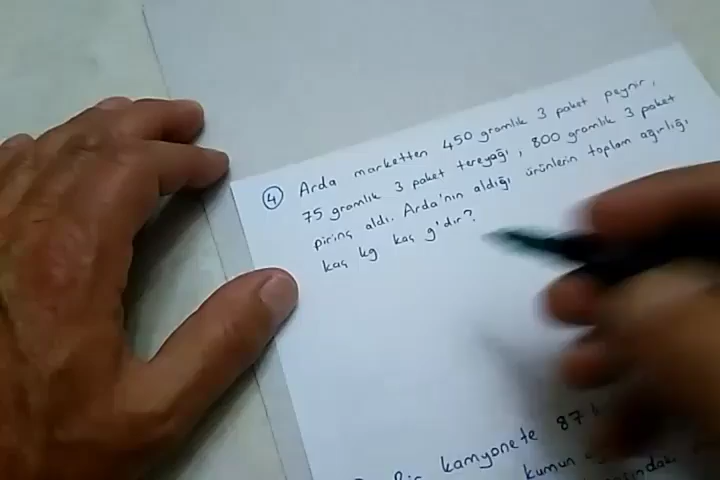 4 Arda marketten 450 gramlık 3 paket peynir,
75 gramlık 3 paket tereyağı, 800 gramlık 3 paket
pirinç aldı. Arda'nın aldığı ürünlerin toplam ağırlığı
kaç kg kaç g'dır?
Bir kamyonete 87
kumun